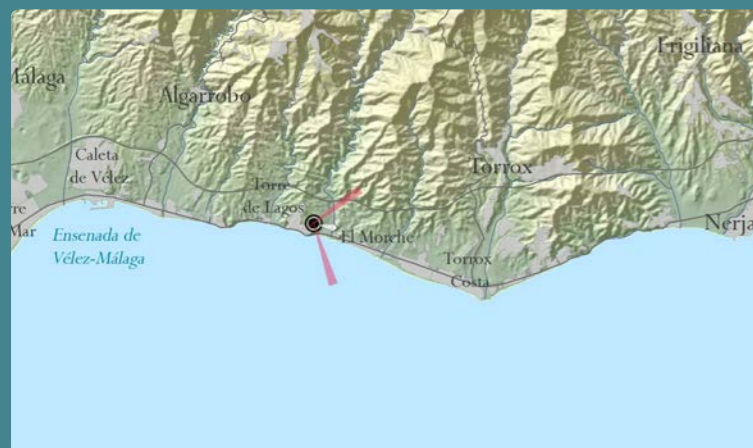 Frigiliana
Málaga
Algarrobo
Caleta
de Vélez
Torrox
Torre
de Lagos
re
Mar
Nerja
Ensenada de
Vélez-Málaga
El Morche
Torrox
Costa